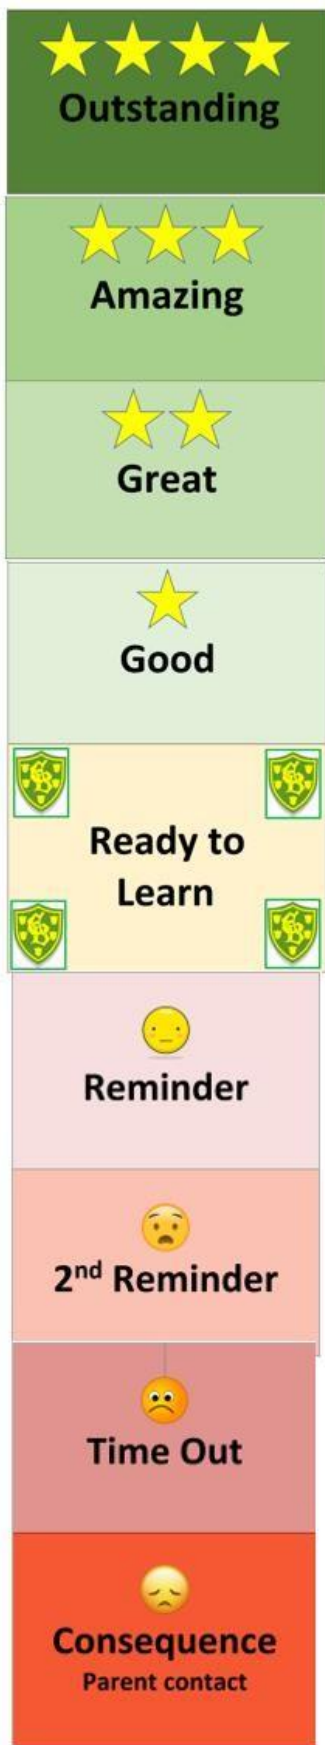 Outstanding
Amazing
Great
Good
Ready to
Learn
Reminder
2nd Reminder
Time Out
Consequence
Parent contact